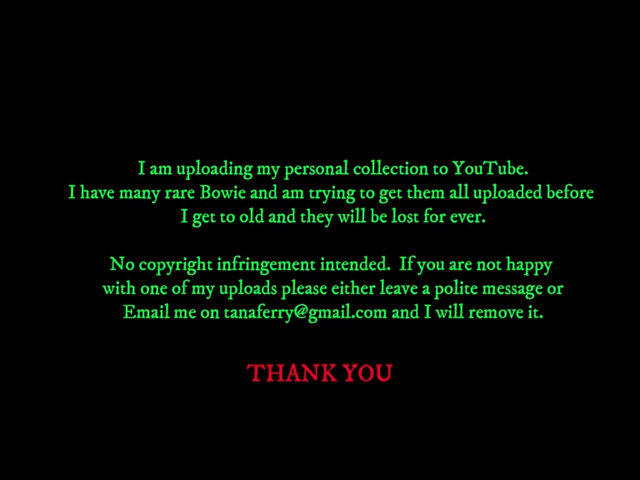 I am uploading my personal collection to YouTube.
I have many rare Bowie and am trying to get them all uploaded before
I get to old and they will be lost for ever.
No copyright infringement intended.  If you are not happy
with one of my uploads please either leave a polite message or
Email me on tanaferry@gmail.com and I will remove it.
THANK YOU